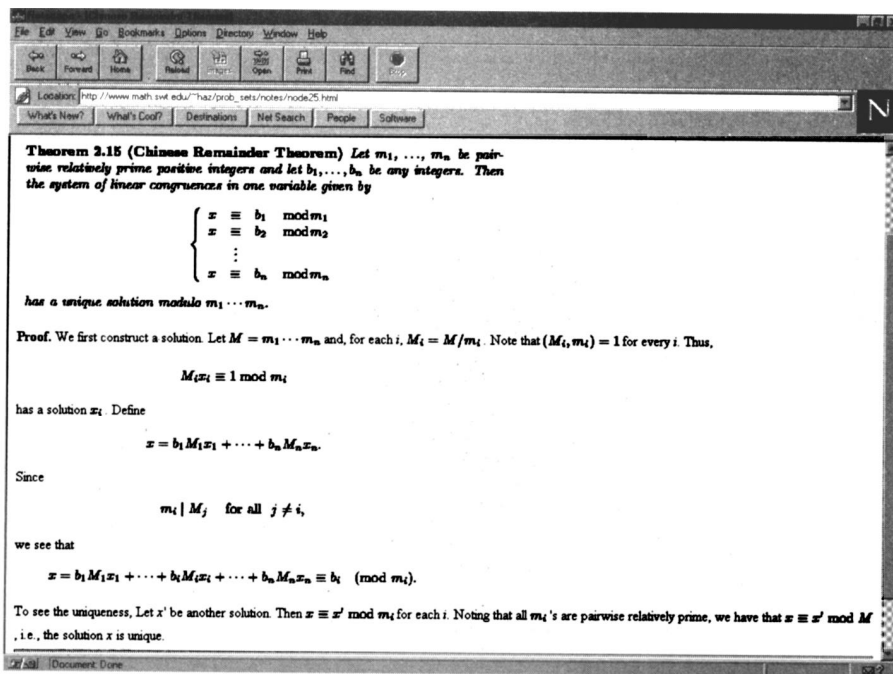 File Edit View Go Bookmarks Options Directory Window Help
Back Forward Home Reload Images Open Print Find Stop
Location: http://www.math.swt.edu/~haz/prob_sets/notes/node25.html
What's New? What's Cool? Destinations Net Search People Software
N
Theorem 2.15 (Chinese Remainder Theorem) Let m₁, …, mₙ be pair-
wise relatively prime positive integers and let b₁,…,bₙ be any integers. Then
the system of linear congruences in one variable given by
x ≡ b₁ mod m₁
x ≡ b₂ mod m₂
⋮
x ≡ bₙ mod mₙ
has a unique solution modulo m₁ ⋯ mₙ.
Proof. We first construct a solution. Let M = m₁ ⋯ mₙ and, for each i, Mᵢ = M/mᵢ. Note that (Mᵢ, mᵢ) = 1 for every i. Thus,
Mᵢxᵢ ≡ 1 mod mᵢ
has a solution xᵢ. Define
x = b₁M₁x₁ + ⋯ + bₙMₙxₙ.
Since
mᵢ | Mⱼ for all j ≠ i,
we see that
x = b₁M₁x₁ + ⋯ + bᵢMᵢxᵢ + ⋯ + bₙMₙxₙ ≡ bᵢ (mod mᵢ).
To see the uniqueness, Let x' be another solution. Then x ≡ x' mod mᵢ for each i. Noting that all mᵢ's are pairwise relatively prime, we have that x ≡ x' mod M
, i.e., the solution x is unique.
Document: Done